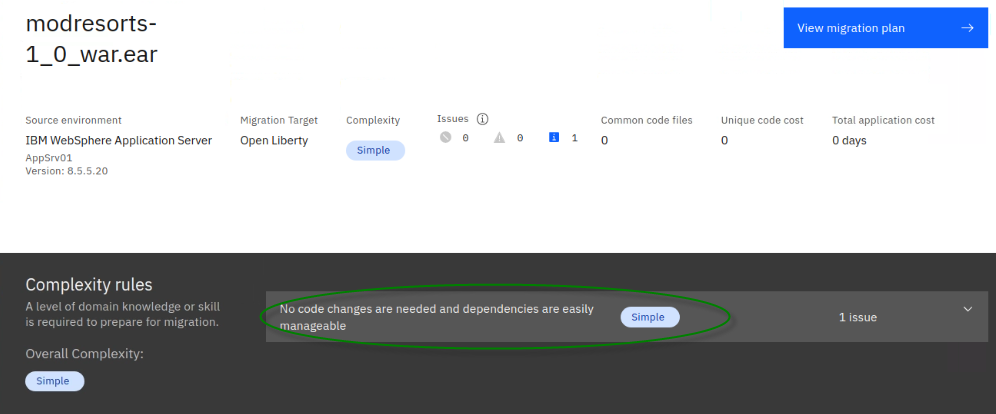 modresorts-
1_0_war.ear
View migration plan
Source environment
IBM WebSphere Application Server
AppSrv01
Version: 8.5.5.20
Migration Target
Open Liberty
Complexity
Simple
Issues
0 0 1
Common code files
0
Unique code cost
0
Total application cost
0 days
Complexity rules
A level of domain knowledge or skill
is required to prepare for migration.
Overall Complexity:
Simple
No code changes are needed and dependencies are easily
manageable
Simple
1 issue